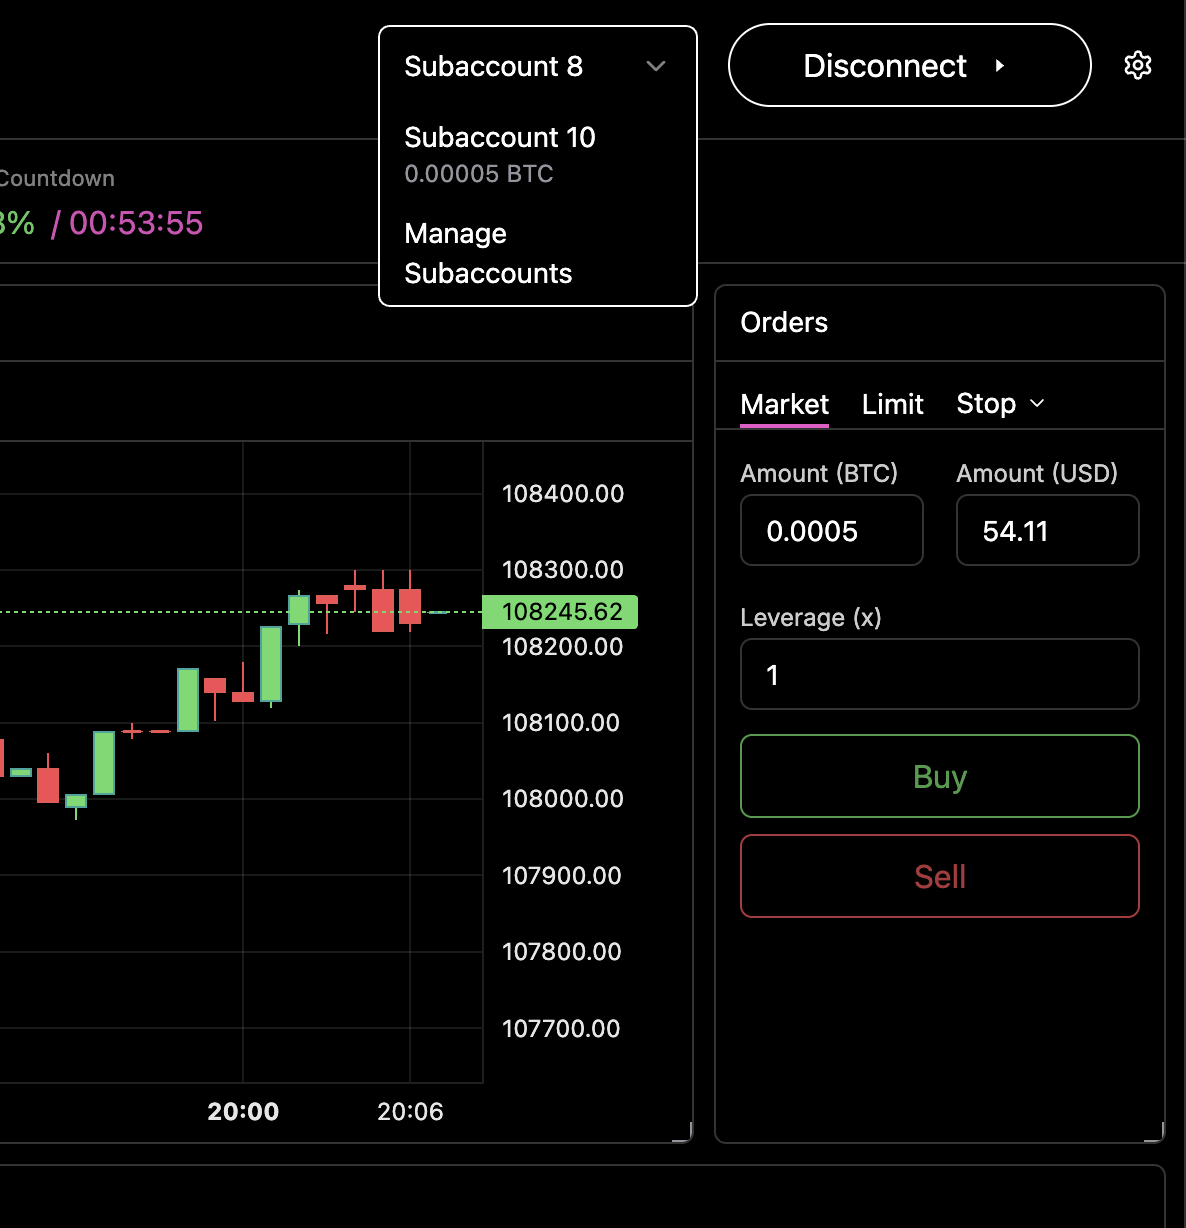 Subaccount 8
Disconnect
Subaccount 10
0.00005 BTC
Manage
Subaccounts
Countdown
% / 00:53:55
Orders
Market Limit Stop
Amount (BTC) Amount (USD)
0.0005 54.11
Leverage (x)
1
Buy
Sell
108400.00
108300.00
108245.62
108200.00
108100.00
108000.00
107900.00
107800.00
107700.00
20:00 20:06